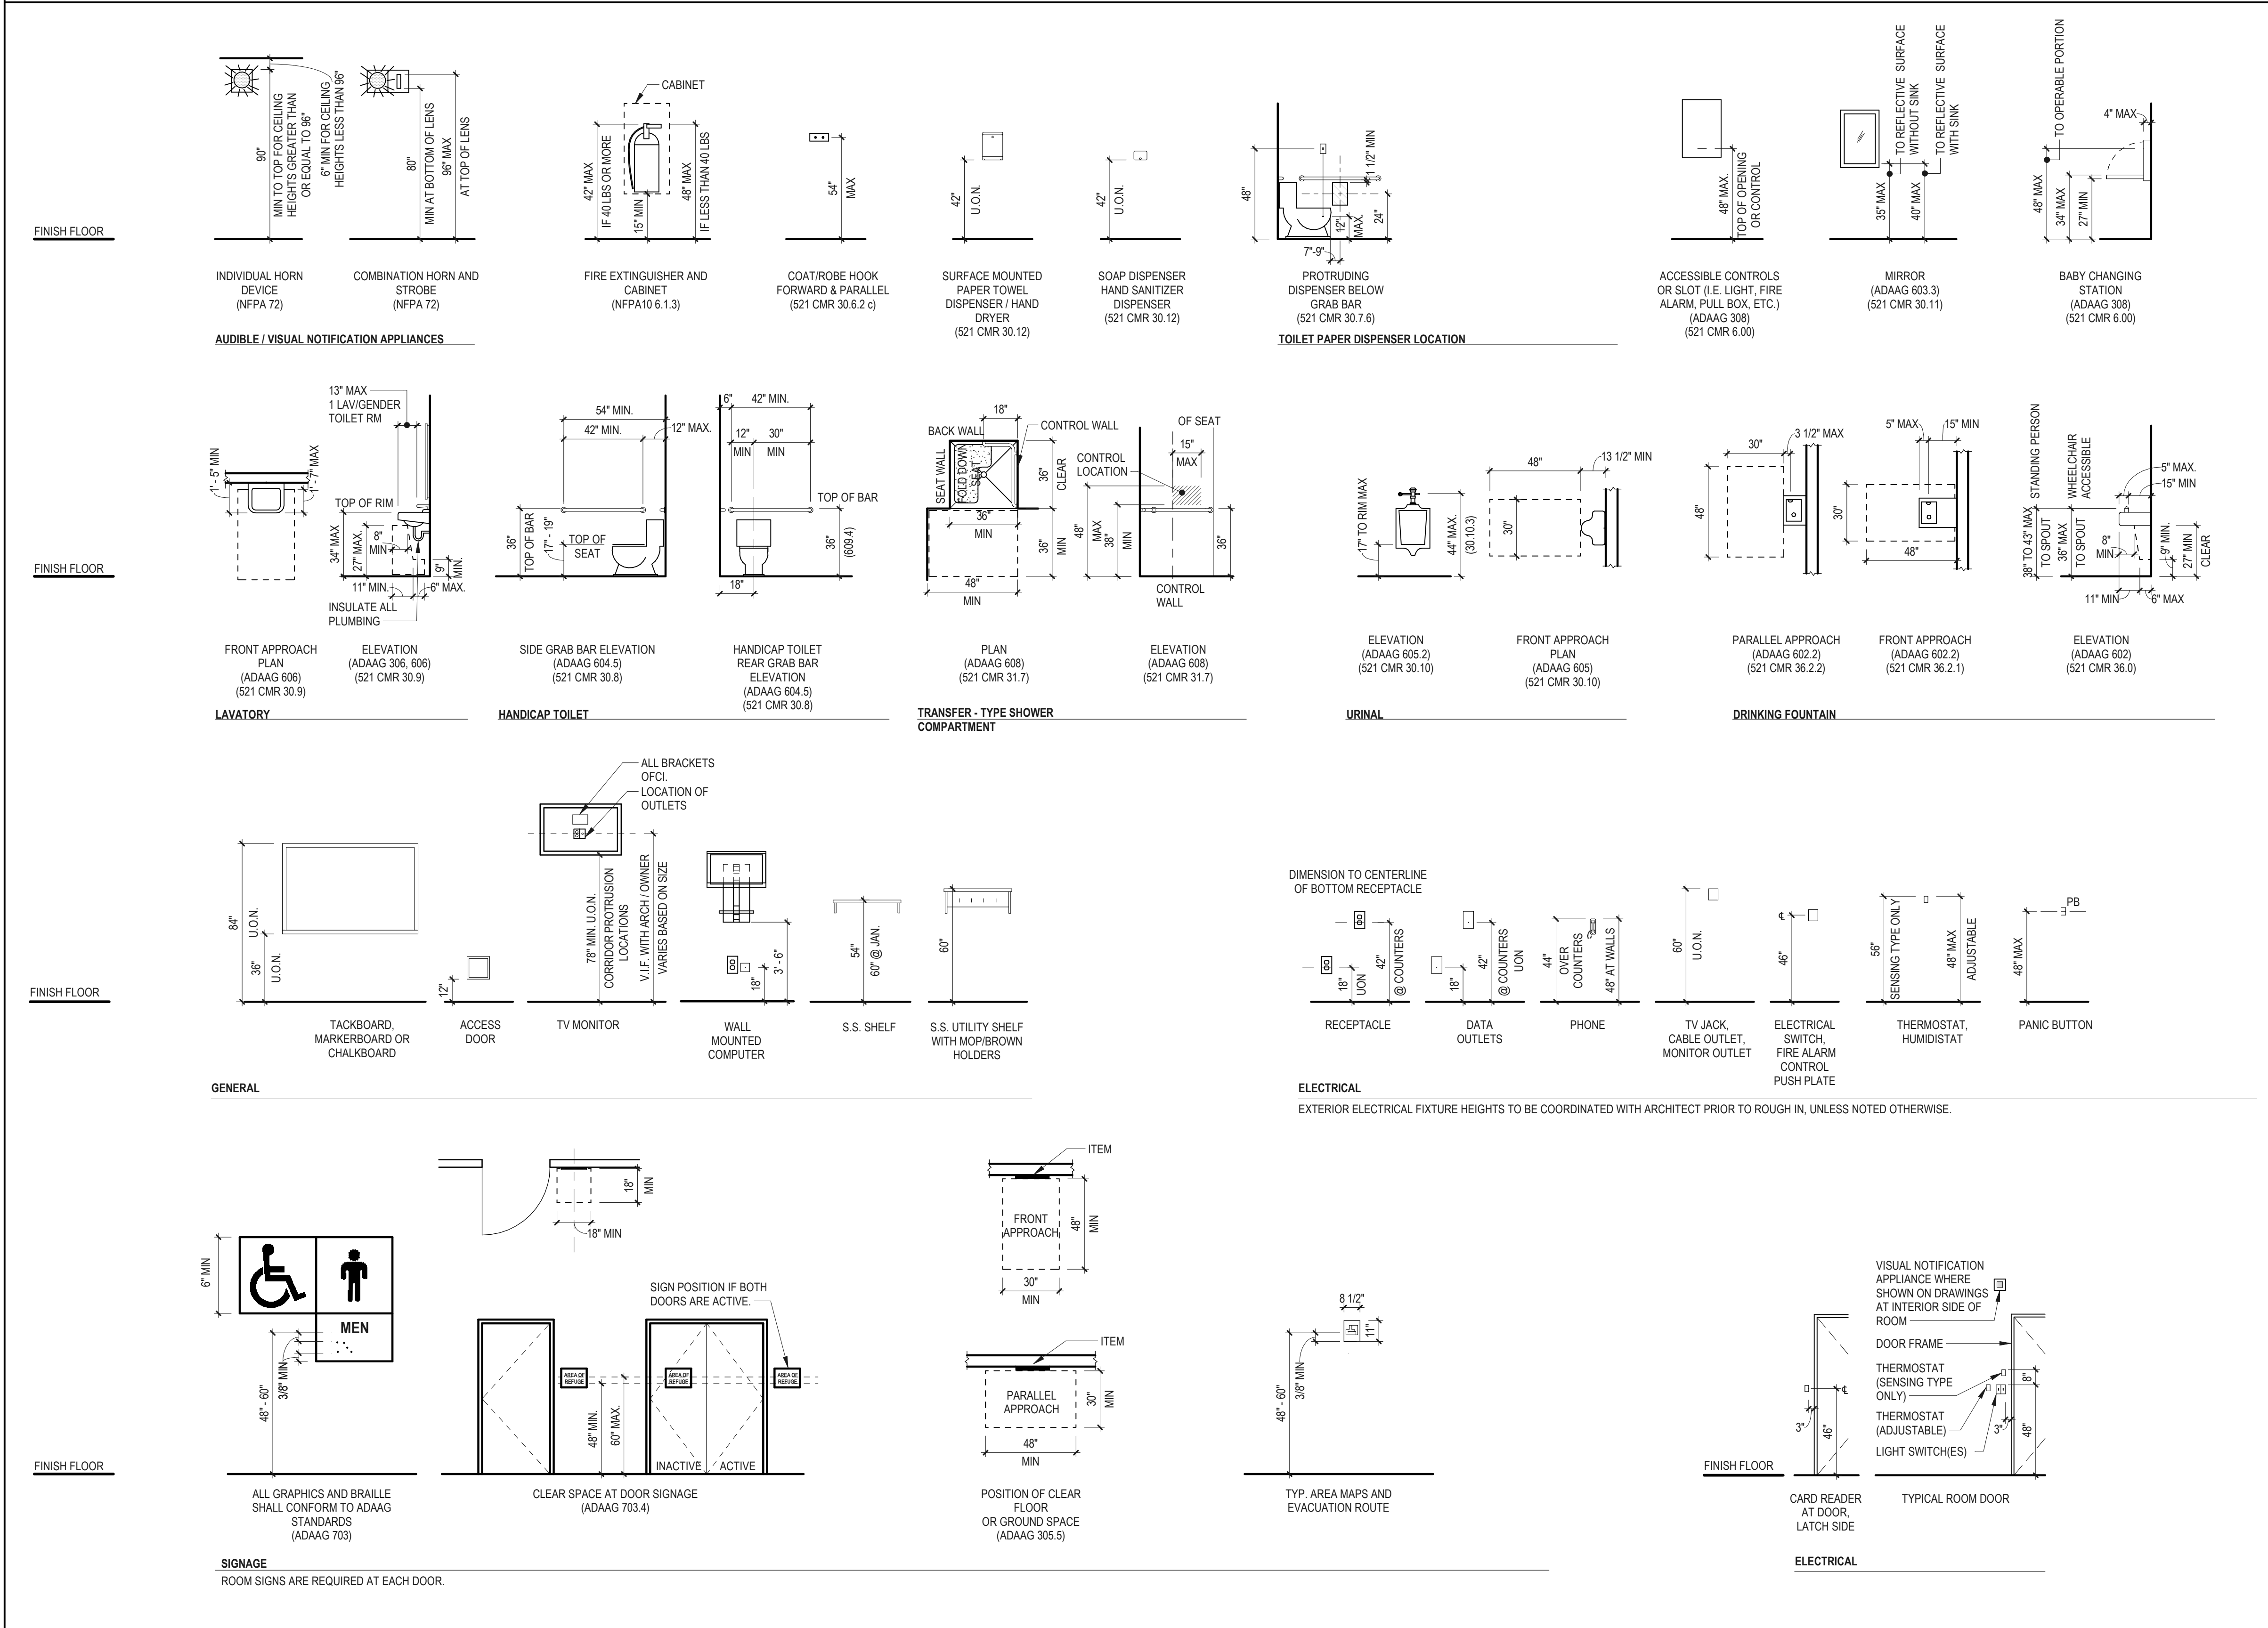 FINISH FLOOR
90"
MIN TO TOP FOR CEILING
HEIGHTS GREATER THAN
OR EQUAL TO 96"
6" MIN FOR CEILING
HEIGHTS LESS THAN 96"
INDIVIDUAL HORN
DEVICE
(NFPA 72)
80"
MIN AT BOTTOM OF LENS
96" MAX
AT TOP OF LENS
COMBINATION HORN AND
STROBE
(NFPA 72)
AUDIBLE / VISUAL NOTIFICATION APPLIANCES
CABINET
42" MAX
IF 40 LBS OR MORE
15" MIN
48" MAX
IF LESS THAN 40 LBS
FIRE EXTINGUISHER AND
CABINET
(NFPA10 6.1.3)
54"
MAX
COAT/ROBE HOOK
FORWARD & PARALLEL
(521 CMR 30.6.2 c)
42"
U.O.N.
SURFACE MOUNTED
PAPER TOWEL
DISPENSER / HAND
DRYER
(521 CMR 30.12)
42"
U.O.N.
SOAP DISPENSER
HAND SANITIZER
DISPENSER
(521 CMR 30.12)
48"
1 1/2" MIN
12"
MAX.
24"
7"-9"
PROTRUDING
DISPENSER BELOW
GRAB BAR
(521 CMR 30.7.6)
TOILET PAPER DISPENSER LOCATION
48" MAX.
TOP OF OPENING
OR CONTROL
ACCESSIBLE CONTROLS
OR SLOT (I.E. LIGHT, FIRE
ALARM, PULL BOX, ETC.)
(ADAAG 308)
(521 CMR 6.00)
35" MAX
TO REFLECTIVE SURFACE
WITHOUT SINK
40" MAX
TO REFLECTIVE SURFACE
WITH SINK
MIRROR
(ADAAG 603.3)
(521 CMR 30.11)
48" MAX
TO OPERABLE PORTION
34" MAX
27" MIN
4" MAX
BABY CHANGING
STATION
(ADAAG 308)
(521 CMR 6.00)
FINISH FLOOR
1' - 5" MIN
1' - 7" MAX
FRONT APPROACH
PLAN
(ADAAG 606)
(521 CMR 30.9)
13" MAX
1 LAV/GENDER
TOILET RM
TOP OF RIM
34" MAX
27" MAX.
8"
MIN
9"
MIN.
11" MIN.
6" MAX.
INSULATE ALL
PLUMBING
ELEVATION
(ADAAG 306, 606)
(521 CMR 30.9)
LAVATORY
54" MIN.
42" MIN.
12" MAX.
36"
TOP OF BAR
17" - 19"
TOP OF
SEAT
SIDE GRAB BAR ELEVATION
(ADAAG 604.5)
(521 CMR 30.8)
6"
42" MIN.
12"
MIN
30"
MIN
TOP OF BAR
36"
(609.4)
18"
HANDICAP TOILET
REAR GRAB BAR
ELEVATION
(ADAAG 604.5)
(521 CMR 30.8)
HANDICAP TOILET
18"
BACK WALL
CONTROL WALL
SEAT WALL
FOLD DOWN
SEAT
36"
CLEAR
36"
MIN
36"
MIN
48"
MIN
PLAN
(ADAAG 608)
(521 CMR 31.7)
OF SEAT
15"
MAX
CONTROL
LOCATION
48"
MAX
38"
MIN
36"
CONTROL
WALL
ELEVATION
(ADAAG 608)
(521 CMR 31.7)
TRANSFER - TYPE SHOWER
COMPARTMENT
17" TO RIM MAX
44" MAX.
(30.10.3)
ELEVATION
(ADAAG 605.2)
(521 CMR 30.10)
48"
13 1/2" MIN
30"
FRONT APPROACH
PLAN
(ADAAG 605)
(521 CMR 30.10)
URINAL
30"
3 1/2" MAX
48"
PARALLEL APPROACH
(ADAAG 602.2)
(521 CMR 36.2.2)
5" MAX
15" MIN
30"
48"
FRONT APPROACH
(ADAAG 602.2)
(521 CMR 36.2.1)
STANDING PERSON
38" TO 43" MAX
TO SPOUT
WHEELCHAIR
ACCESSIBLE
36" MAX
TO SPOUT
5" MAX.
15" MIN
8"
MIN
9" MIN.
27" MIN
CLEAR
11" MIN
6" MAX
ELEVATION
(ADAAG 602)
(521 CMR 36.0)
DRINKING FOUNTAIN
FINISH FLOOR
84"
U.O.N.
36"
U.O.N.
TACKBOARD,
MARKERBOARD OR
CHALKBOARD
12"
ACCESS
DOOR
ALL BRACKETS
OFCI.
LOCATION OF
OUTLETS
78" MIN. U.O.N.
CORRIDOR PROTRUSION
LOCATIONS
V.I.F. WITH ARCH / OWNER
VARIES BASED ON SIZE
TV MONITOR
18"
3' - 6"
WALL
MOUNTED
COMPUTER
54"
60" @ JAN.
S.S. SHELF
60"
S.S. UTILITY SHELF
WITH MOP/BROWN
HOLDERS
GENERAL
DIMENSION TO CENTERLINE
OF BOTTOM RECEPTACLE
18"
UON
42"
@ COUNTERS
RECEPTACLE
18"
42"
@ COUNTERS
UON
DATA
OUTLETS
44"
OVER
COUNTERS
48" AT WALLS
PHONE
60"
U.O.N.
TV JACK,
CABLE OUTLET,
MONITOR OUTLET
℄
46"
ELECTRICAL
SWITCH,
FIRE ALARM
CONTROL
PUSH PLATE
56"
SENSING TYPE ONLY
48" MAX
ADJUSTABLE
THERMOSTAT,
HUMIDISTAT
PB
48" MAX
PANIC BUTTON
ELECTRICAL
EXTERIOR ELECTRICAL FIXTURE HEIGHTS TO BE COORDINATED WITH ARCHITECT PRIOR TO ROUGH IN, UNLESS NOTED OTHERWISE.
FINISH FLOOR
6" MIN
MEN
3/8" MIN
48" - 60"
ALL GRAPHICS AND BRAILLE
SHALL CONFORM TO ADAAG
STANDARDS
(ADAAG 703)
18"
MIN
18" MIN
SIGN POSITION IF BOTH
DOORS ARE ACTIVE.
AREA OF
REFUGE
AREA OF
REFUGE
AREA OF
REFUGE
48" MIN.
60" MAX.
INACTIVE
ACTIVE
CLEAR SPACE AT DOOR SIGNAGE
(ADAAG 703.4)
ITEM
FRONT
APPROACH
48"
MIN
30"
MIN
ITEM
PARALLEL
APPROACH
30"
MIN
48"
MIN
POSITION OF CLEAR
FLOOR
OR GROUND SPACE
(ADAAG 305.5)
8 1/2"
11"
3/8" MIN
48" - 60"
TYP. AREA MAPS AND
EVACUATION ROUTE
SIGNAGE
ROOM SIGNS ARE REQUIRED AT EACH DOOR.
FINISH FLOOR
℄
3"
46"
CARD READER
AT DOOR,
LATCH SIDE
VISUAL NOTIFICATION
APPLIANCE WHERE
SHOWN ON DRAWINGS
AT INTERIOR SIDE OF
ROOM
DOOR FRAME
THERMOSTAT
(SENSING TYPE
ONLY)
THERMOSTAT
(ADJUSTABLE)
LIGHT SWITCH(ES)
8"
3"
48"
TYPICAL ROOM DOOR
ELECTRICAL